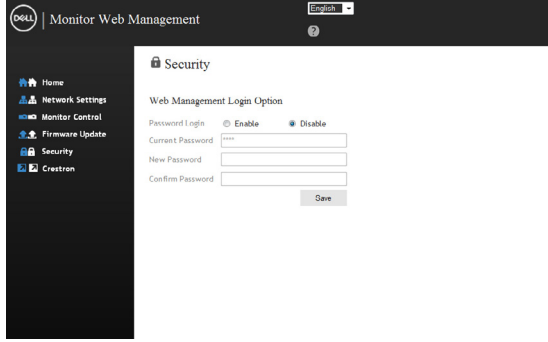 DELL
Monitor Web Management
English
?
Home
Network Settings
Monitor Control
Firmware Update
Security
Crestron
Security
Web Management Login Option
Password Login Enable Disable
Current Password ****
New Password
Confirm Password
Save